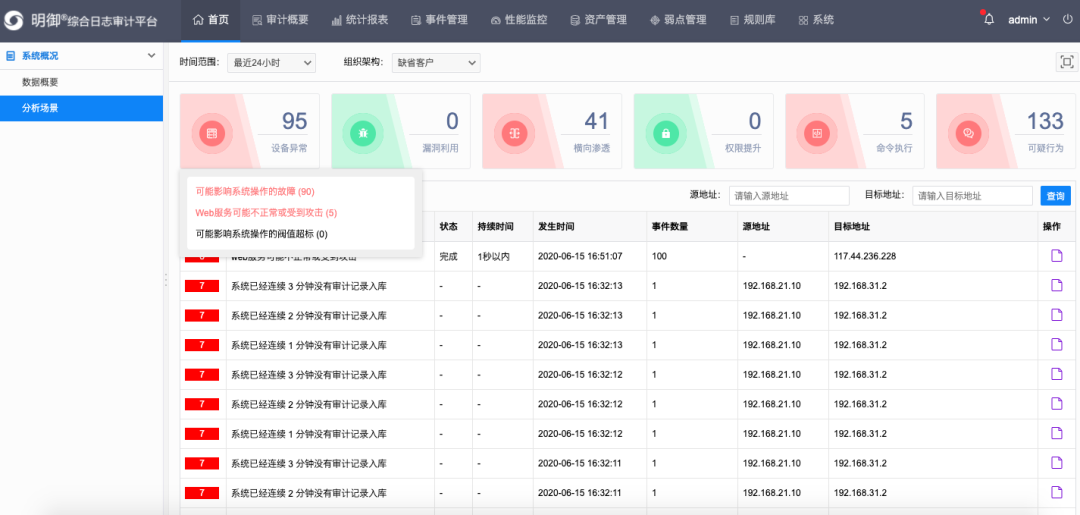 明御®综合日志审计平台 首页 审计概要 统计报表 事件管理 性能监控 资产管理 弱点管理 规则库 系统 admin
系统概况
数据概要
分析场景
时间范围: 最近24小时 组织架构: 缺省客户
95 0 41 0 5 133
设备异常 漏洞利用 横向渗透 权限提升 命令执行 可疑行为
可能影响系统操作的故障 (90)
Web服务可能不正常或受到攻击 (5)
可能影响系统操作的阀值超标 (0)
源地址: 请输入源地址 目标地址: 请输入目标地址 查询
状态 持续时间 发生时间 事件数量 源地址 目标地址 操作
Web服务可能不正常或受到攻击 完成 1秒以内 2020-06-15 16:51:07 100 - 117.44.236.228
7 系统已经连续 3 分钟没有审计记录入库 - - 2020-06-15 16:32:13 1 192.168.21.10 192.168.31.2
7 系统已经连续 2 分钟没有审计记录入库 - - 2020-06-15 16:32:13 1 192.168.21.10 192.168.31.2
7 系统已经连续 1 分钟没有审计记录入库 - - 2020-06-15 16:32:13 1 192.168.21.10 192.168.31.2
7 系统已经连续 3 分钟没有审计记录入库 - - 2020-06-15 16:32:12 1 192.168.21.10 192.168.31.2
7 系统已经连续 2 分钟没有审计记录入库 - - 2020-06-15 16:32:12 1 192.168.21.10 192.168.31.2
7 系统已经连续 1 分钟没有审计记录入库 - - 2020-06-15 16:32:12 1 192.168.21.10 192.168.31.2
7 系统已经连续 3 分钟没有审计记录入库 - - 2020-06-15 16:32:11 1 192.168.21.10 192.168.31.2
7 系统已经连续 2 分钟没有审计记录入库 - - 2020-06-15 16:32:11 1 192.168.21.10 192.168.31.2